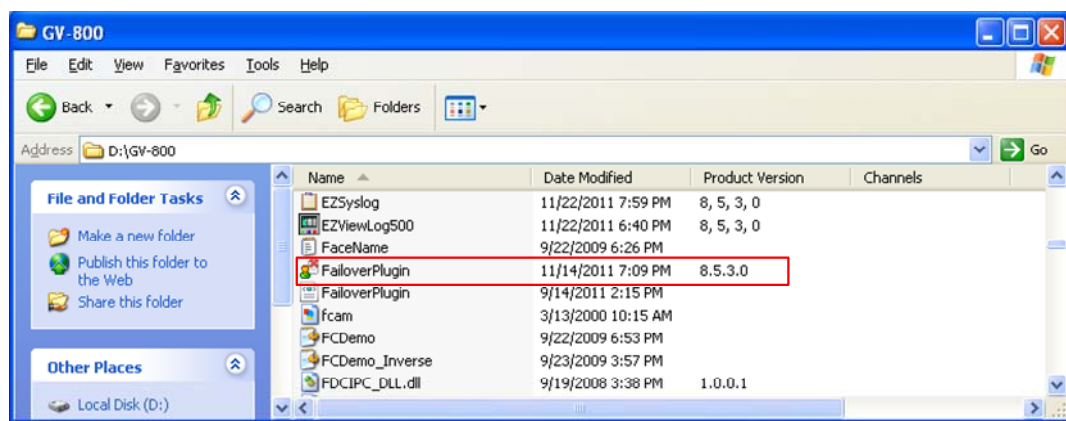 GV-800
File Edit View Favorites Tools Help
Back Search Folders
Address D:\GV-800 Go
Name Date Modified Product Version Channels
File and Folder Tasks
Make a new folder
Publish this folder to
the Web
Share this folder
Other Places
Local Disk (D:)
EZSyslog 11/22/2011 7:59 PM 8, 5, 3, 0
EZViewLog500 11/22/2011 6:40 PM 8, 5, 3, 0
FaceName 9/22/2009 6:26 PM
FailoverPlugin 11/14/2011 7:09 PM 8.5.3.0
FailoverPlugin 9/14/2011 2:15 PM
fcam 3/13/2000 10:15 AM
FCDemo 9/22/2009 6:53 PM
FCDemo_Inverse 9/23/2009 3:57 PM
FDCIPC_DLL.dll 9/19/2008 3:38 PM 1.0.0.1